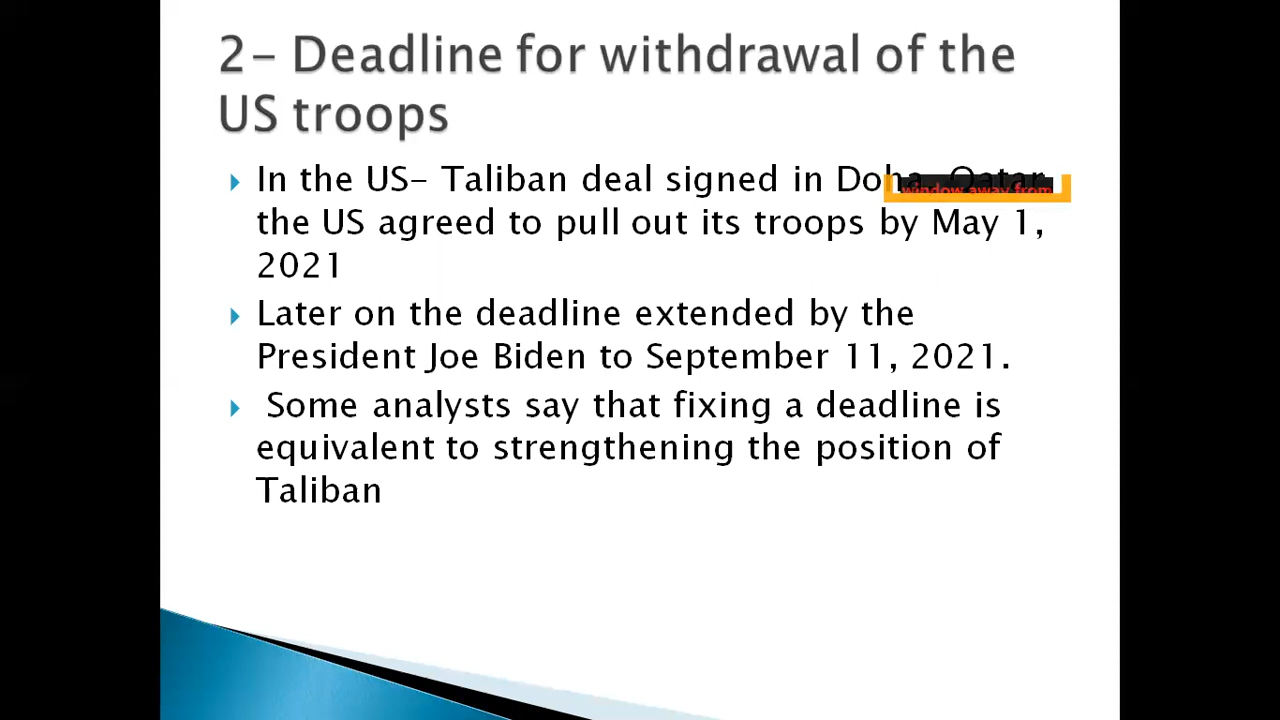 2- Deadline for withdrawal of the
US troops
In the US- Taliban deal signed in Doha, Qatar
the US agreed to pull out its troops by May 1,
2021
Later on the deadline extended by the
President Joe Biden to September 11, 2021.
Some analysts say that fixing a deadline is
equivalent to strengthening the position of
Taliban
window away from